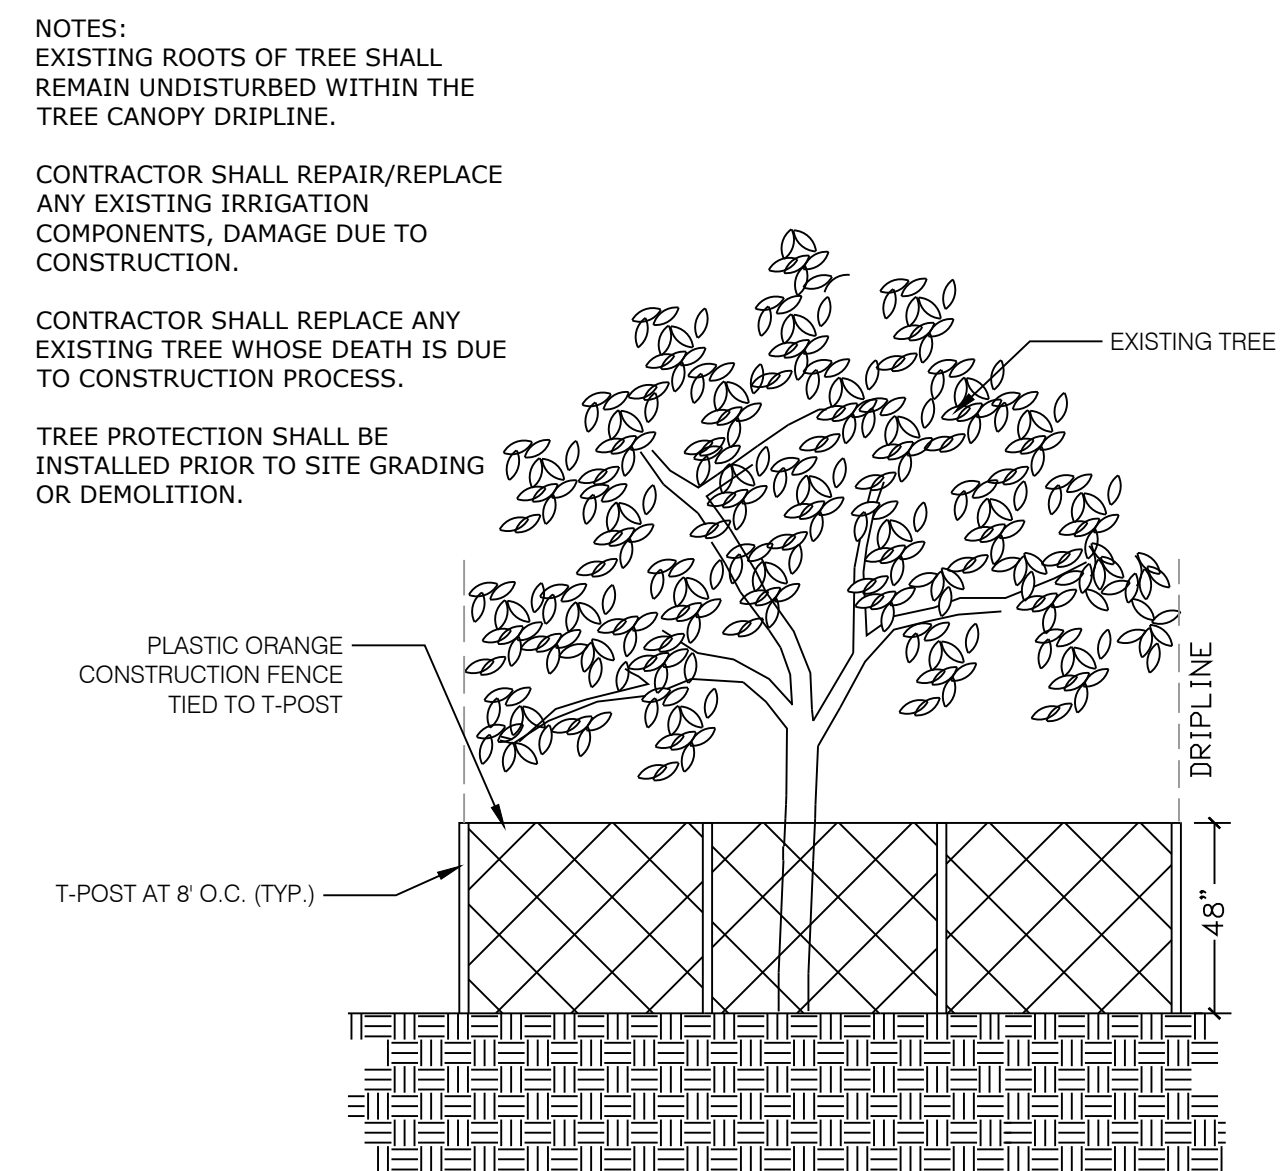 NOTES:
EXISTING ROOTS OF TREE SHALL
REMAIN UNDISTURBED WITHIN THE
TREE CANOPY DRIPLINE.
CONTRACTOR SHALL REPAIR/REPLACE
ANY EXISTING IRRIGATION
COMPONENTS, DAMAGE DUE TO
CONSTRUCTION.
CONTRACTOR SHALL REPLACE ANY
EXISTING TREE WHOSE DEATH IS DUE
TO CONSTRUCTION PROCESS.
TREE PROTECTION SHALL BE
INSTALLED PRIOR TO SITE GRADING
OR DEMOLITION.
EXISTING TREE
PLASTIC ORANGE
CONSTRUCTION FENCE
TIED TO T-POST
DRIPLINE
T-POST AT 8' O.C. (TYP.)
48”